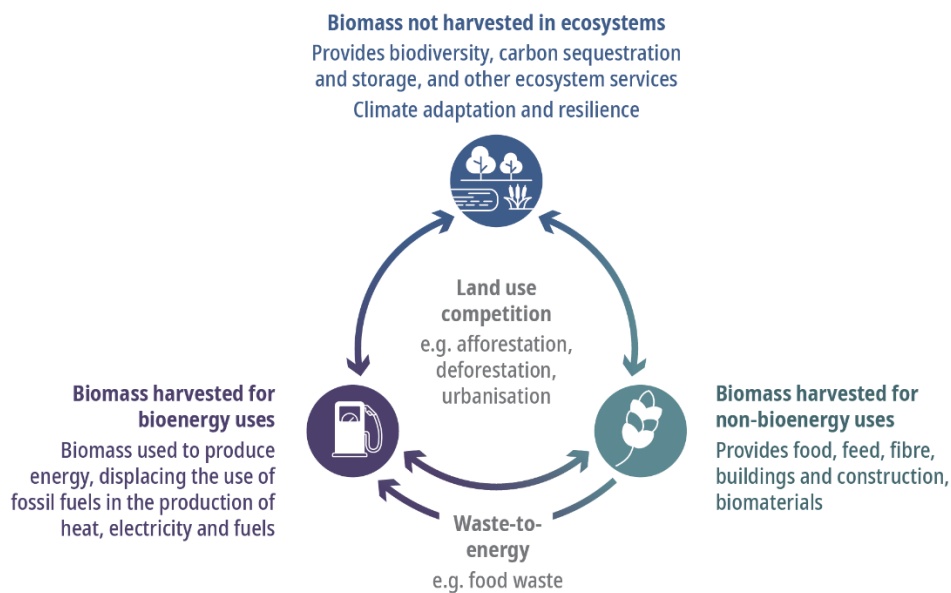 Biomass not harvested in ecosystems
Provides biodiversity, carbon sequestration
and storage, and other ecosystem services
Climate adaptation and resilience
Land use
competition
e.g. afforestation,
deforestation,
urbanisation
Biomass harvested for
bioenergy uses
Biomass used to produce
energy, displacing the use of
fossil fuels in the production of
heat, electricity and fuels
Biomass harvested for
non-bioenergy uses
Provides food, feed, fibre,
buildings and construction,
biomaterials
Waste-to-
energy
e.g. food waste